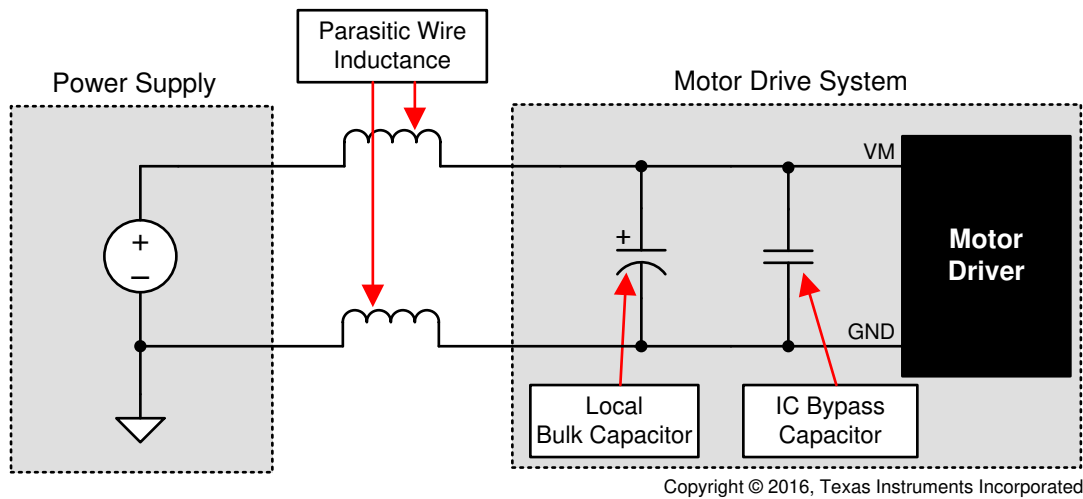 Parasitic Wire
Inductance
Power Supply
Motor Drive System
VM
+
–
+
Motor
Driver
GND
Local
Bulk Capacitor
IC Bypass
Capacitor
Copyright © 2016, Texas Instruments Incorporated